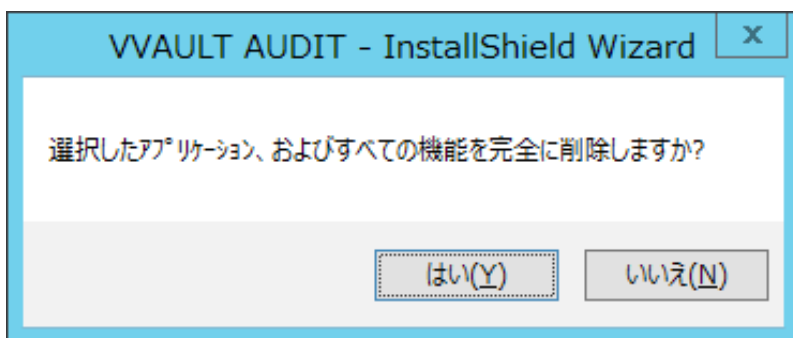 VVAULT AUDIT - InstallShield Wizard
x
選択したｱﾌﾟﾘｹｰｼｮﾝ、およびすべての機能を完全に削除しますか?
はい(Y)
いいえ(N)